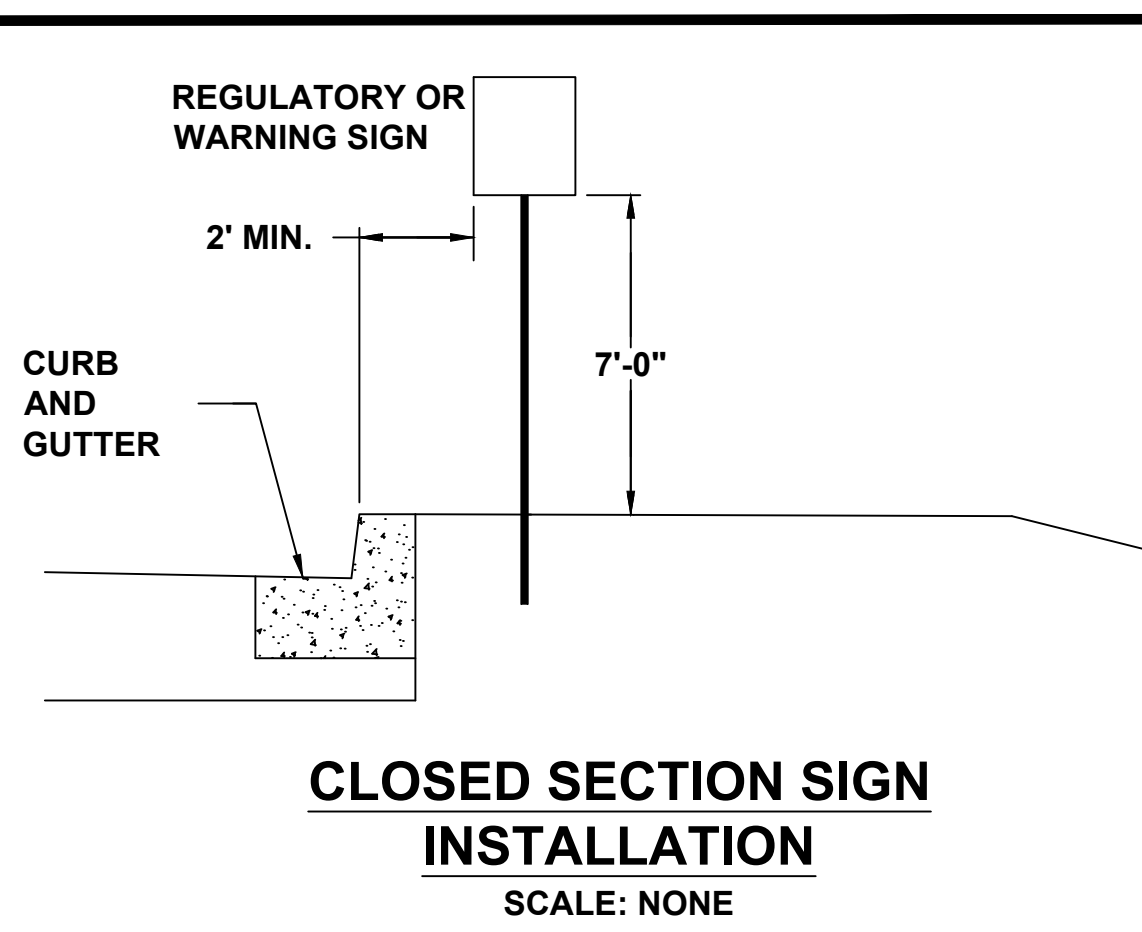 REGULATORY OR
WARNING SIGN
2' MIN.
7'-0"
CURB
AND
GUTTER
CLOSED SECTION SIGN
INSTALLATION
SCALE: NONE